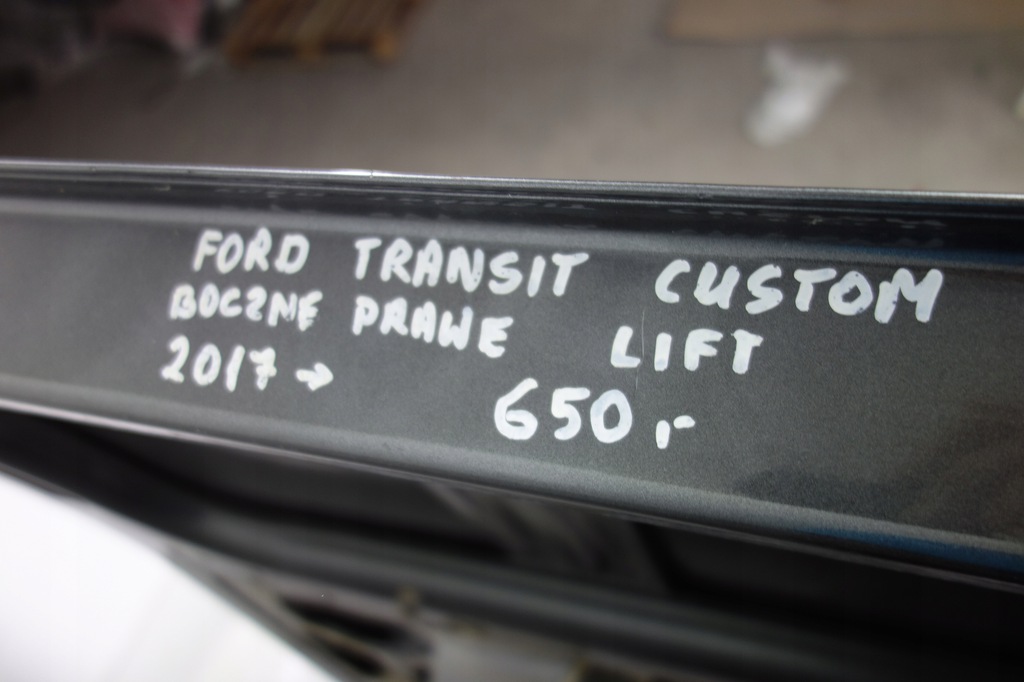 FORD TRANSIT CUSTOM
BOCZNE PRAWE LIFT
2017 → 650,-